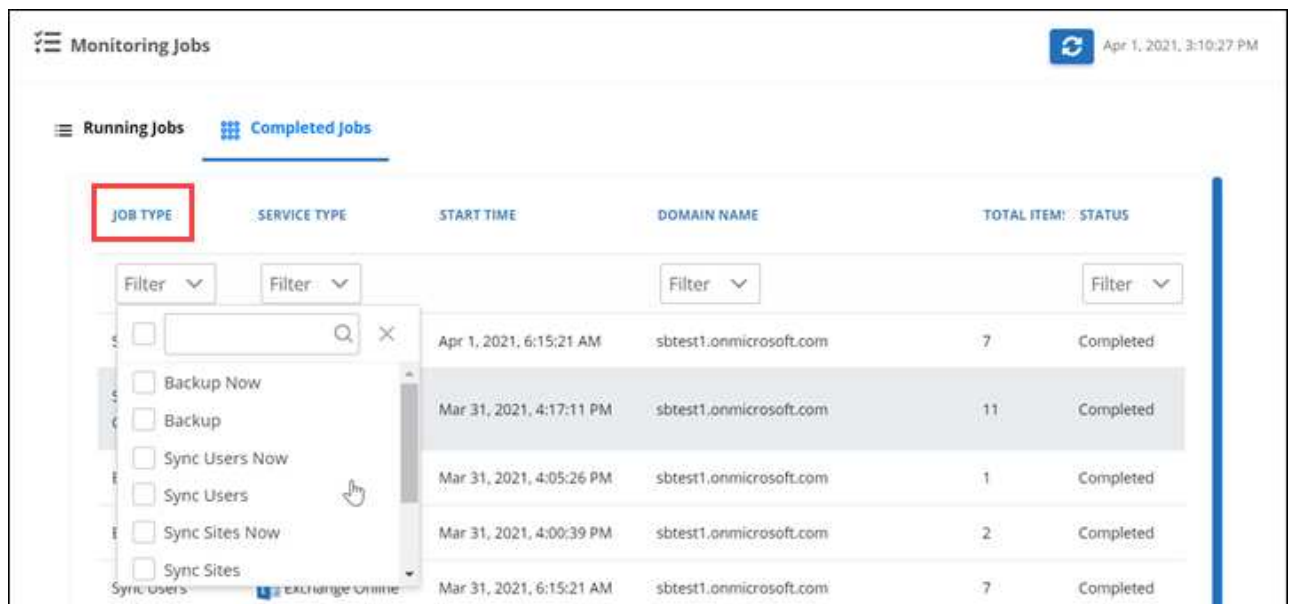 Monitoring Jobs
Apr 1, 2021, 3:10:27 PM
Running Jobs Completed Jobs
JOB TYPE SERVICE TYPE START TIME DOMAIN NAME TOTAL ITEM: STATUS
Filter Filter Filter Filter
Apr 1, 2021, 6:15:21 AM sbtest1.onmicrosoft.com 7 Completed
Backup Now
Mar 31, 2021, 4:17:11 PM sbtest1.onmicrosoft.com 11 Completed
Backup
Sync Users Now
Mar 31, 2021, 4:05:26 PM sbtest1.onmicrosoft.com 1 Completed
Sync Users
Sync Sites Now Mar 31, 2021, 4:00:39 PM sbtest1.onmicrosoft.com 2 Completed
Sync Sites
Sync Users Exchange Online Mar 31, 2021, 6:15:21 AM sbtest1.onmicrosoft.com 7 Completed